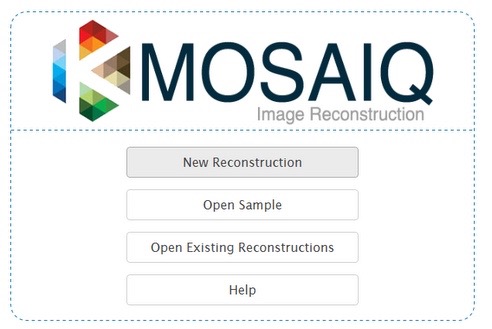 MOSAIQ
Image Reconstruction
New Reconstruction
Open Sample
Open Existing Reconstructions
Help